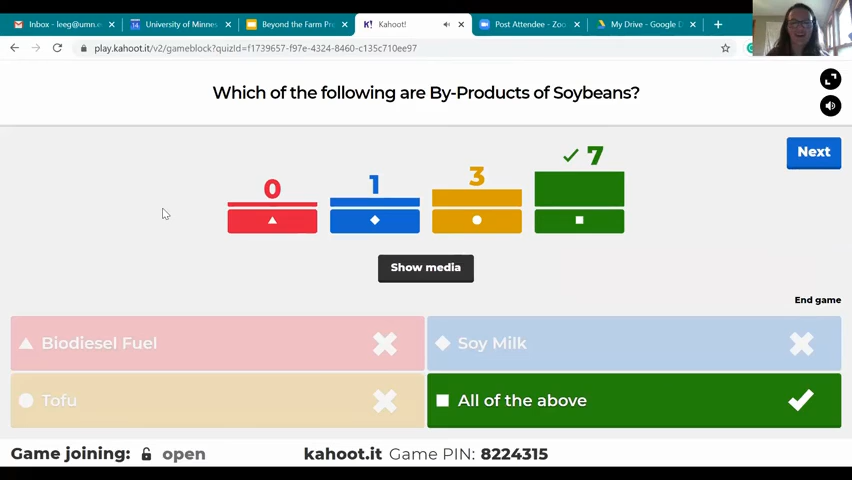 Inbox - leeg@umn.e
University of Minnes
Beyond the Farm Pre
Kahoot!
Post Attendee - Zoo
My Drive - Google D
play.kahoot.it/v2/gameblock?quizId=f1739657-f97e-4324-8460-c135c710ee97
Which of the following are By-Products of Soybeans?
Next
0
1
3
7
Show media
End game
Biodiesel Fuel
Soy Milk
Tofu
All of the above
Game joining: open
kahoot.it Game PIN: 8224315